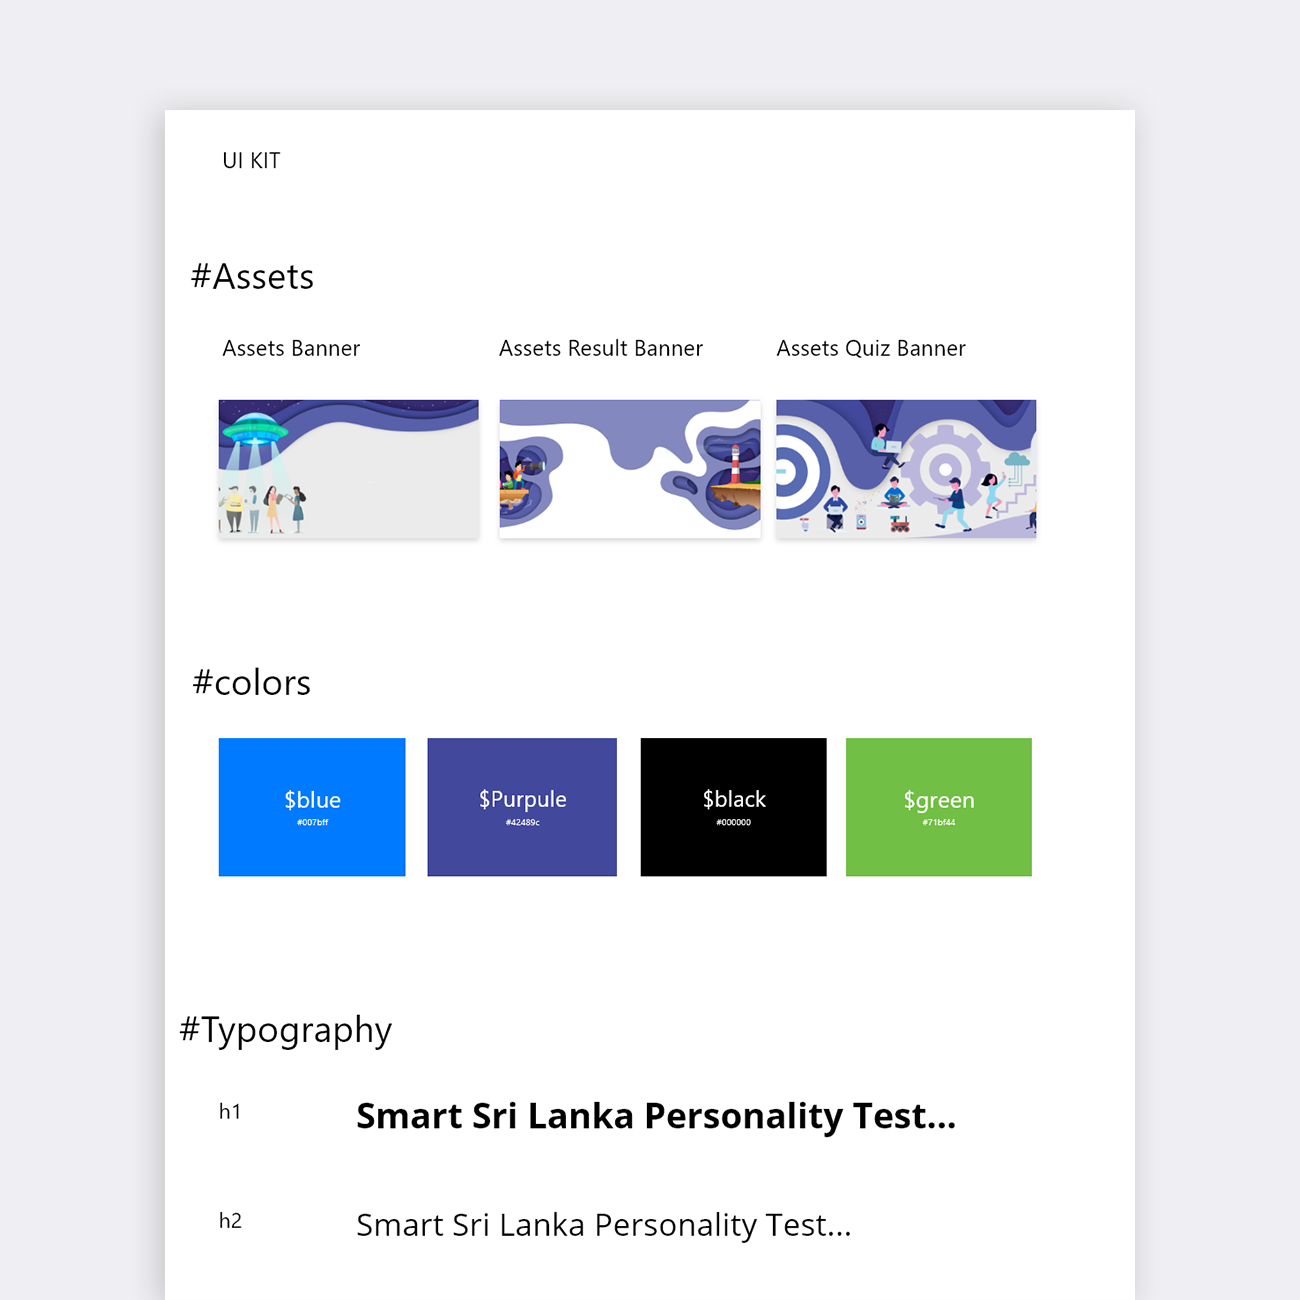 UI KIT
#Assets
Assets Banner
Assets Result Banner
Assets Quiz Banner
#colors
$blue
#007bff
$Purpule
#42489c
$black
#000000
$green
#71bf44
#Typography
h1
Smart Sri Lanka Personality Test...
h2
Smart Sri Lanka Personality Test...